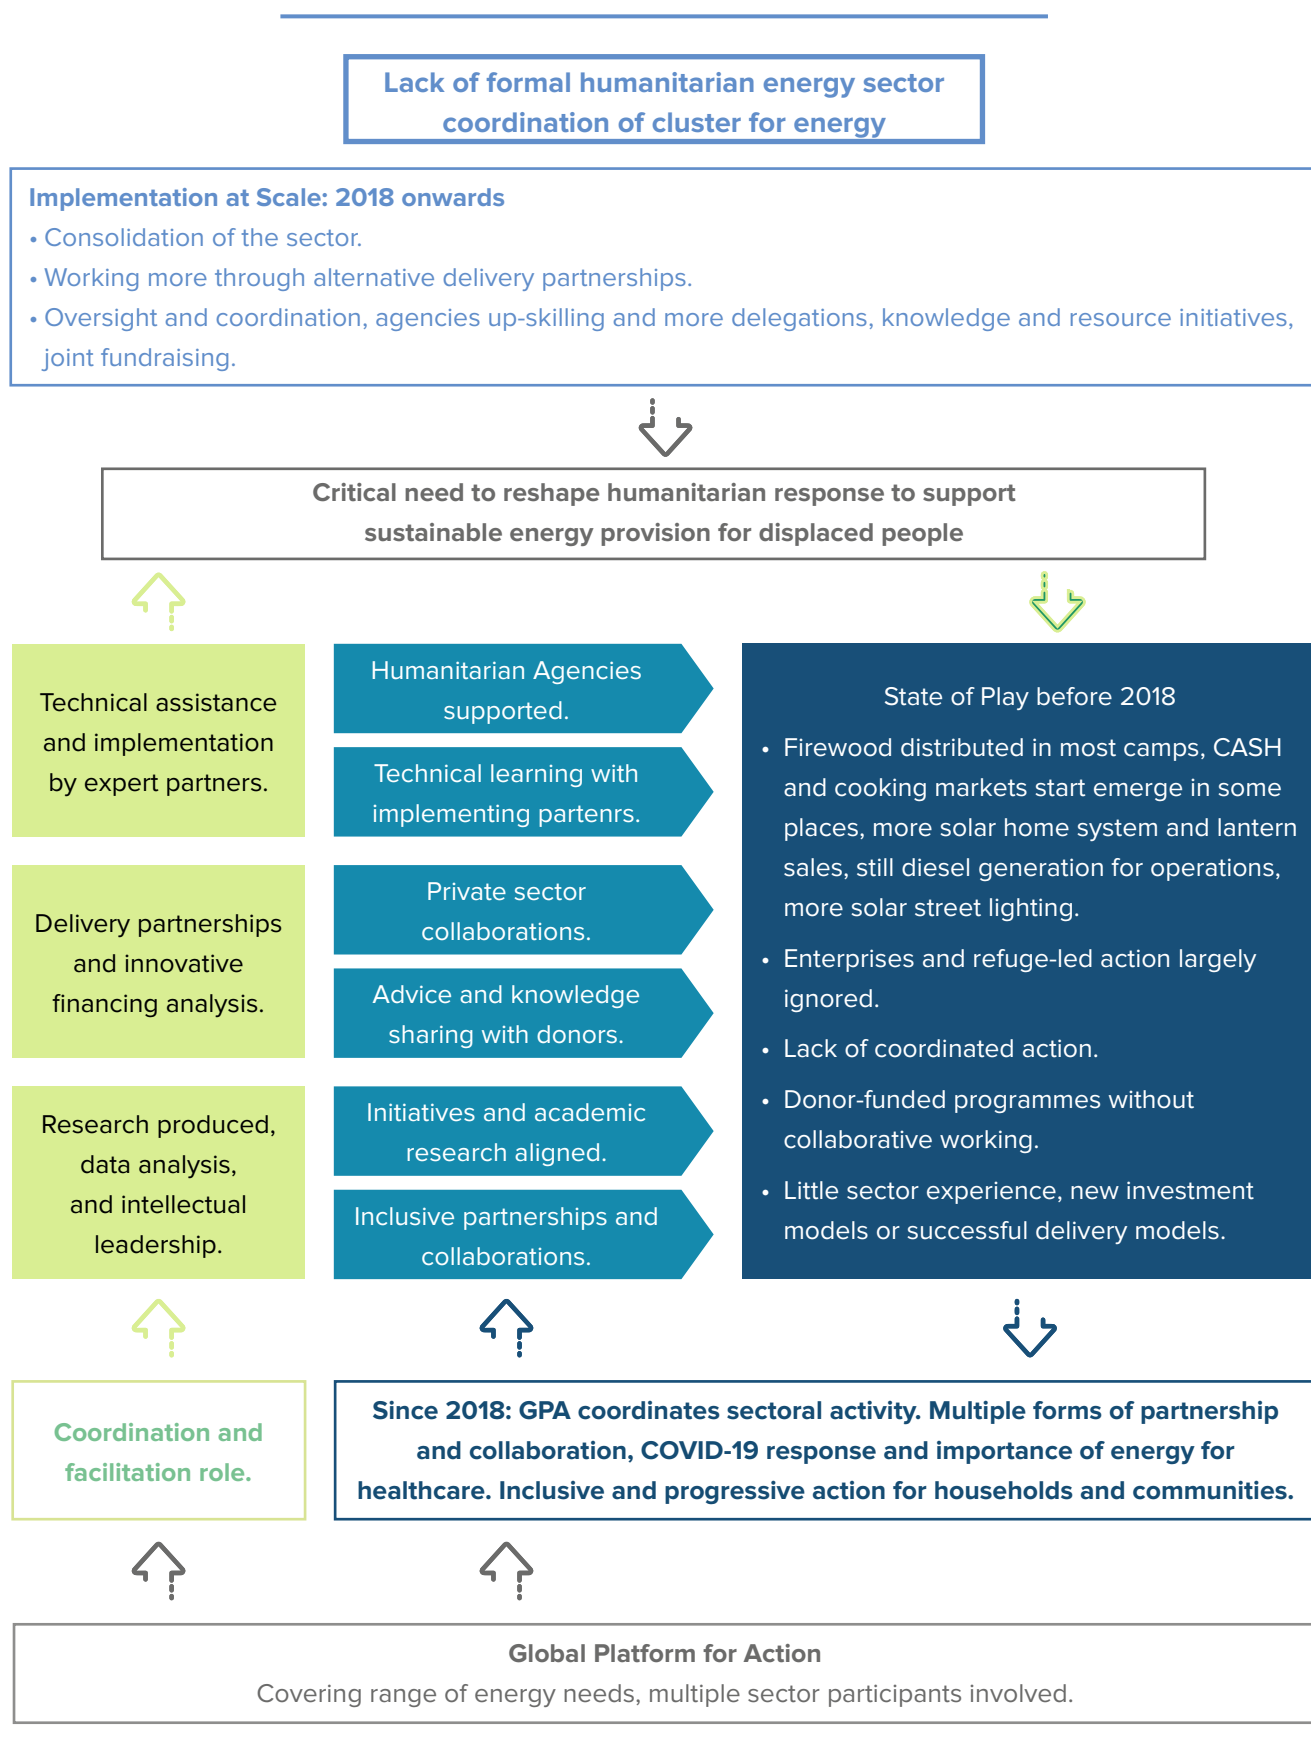 Lack of formal humanitarian energy sector
coordination of cluster for energy
Implementation at Scale: 2018 onwards
• Consolidation of the sector.
• Working more through alternative delivery partnerships.
• Oversight and coordination, agencies up-skilling and more delegations, knowledge and resource initiatives,
joint fundraising.
Critical need to reshape humanitarian response to support
sustainable energy provision for displaced people
Technical assistance
and implementation
by expert partners.
Delivery partnerships
and innovative
financing analysis.
Research produced,
data analysis,
and intellectual
leadership.
Humanitarian Agencies
supported.
Technical learning with
implementing partenrs.
Private sector
collaborations.
Advice and knowledge
sharing with donors.
Initiatives and academic
research aligned.
Inclusive partnerships and
collaborations.
State of Play before 2018
• Firewood distributed in most camps, CASH
and cooking markets start emerge in some
places, more solar home system and lantern
sales, still diesel generation for operations,
more solar street lighting.
• Enterprises and refuge-led action largely
ignored.
• Lack of coordinated action.
• Donor-funded programmes without
collaborative working.
• Little sector experience, new investment
models or successful delivery models.
Coordination and
facilitation role.
Since 2018: GPA coordinates sectoral activity. Multiple forms of partnership
and collaboration, COVID-19 response and importance of energy for
healthcare. Inclusive and progressive action for households and communities.
Global Platform for Action
Covering range of energy needs, multiple sector participants involved.